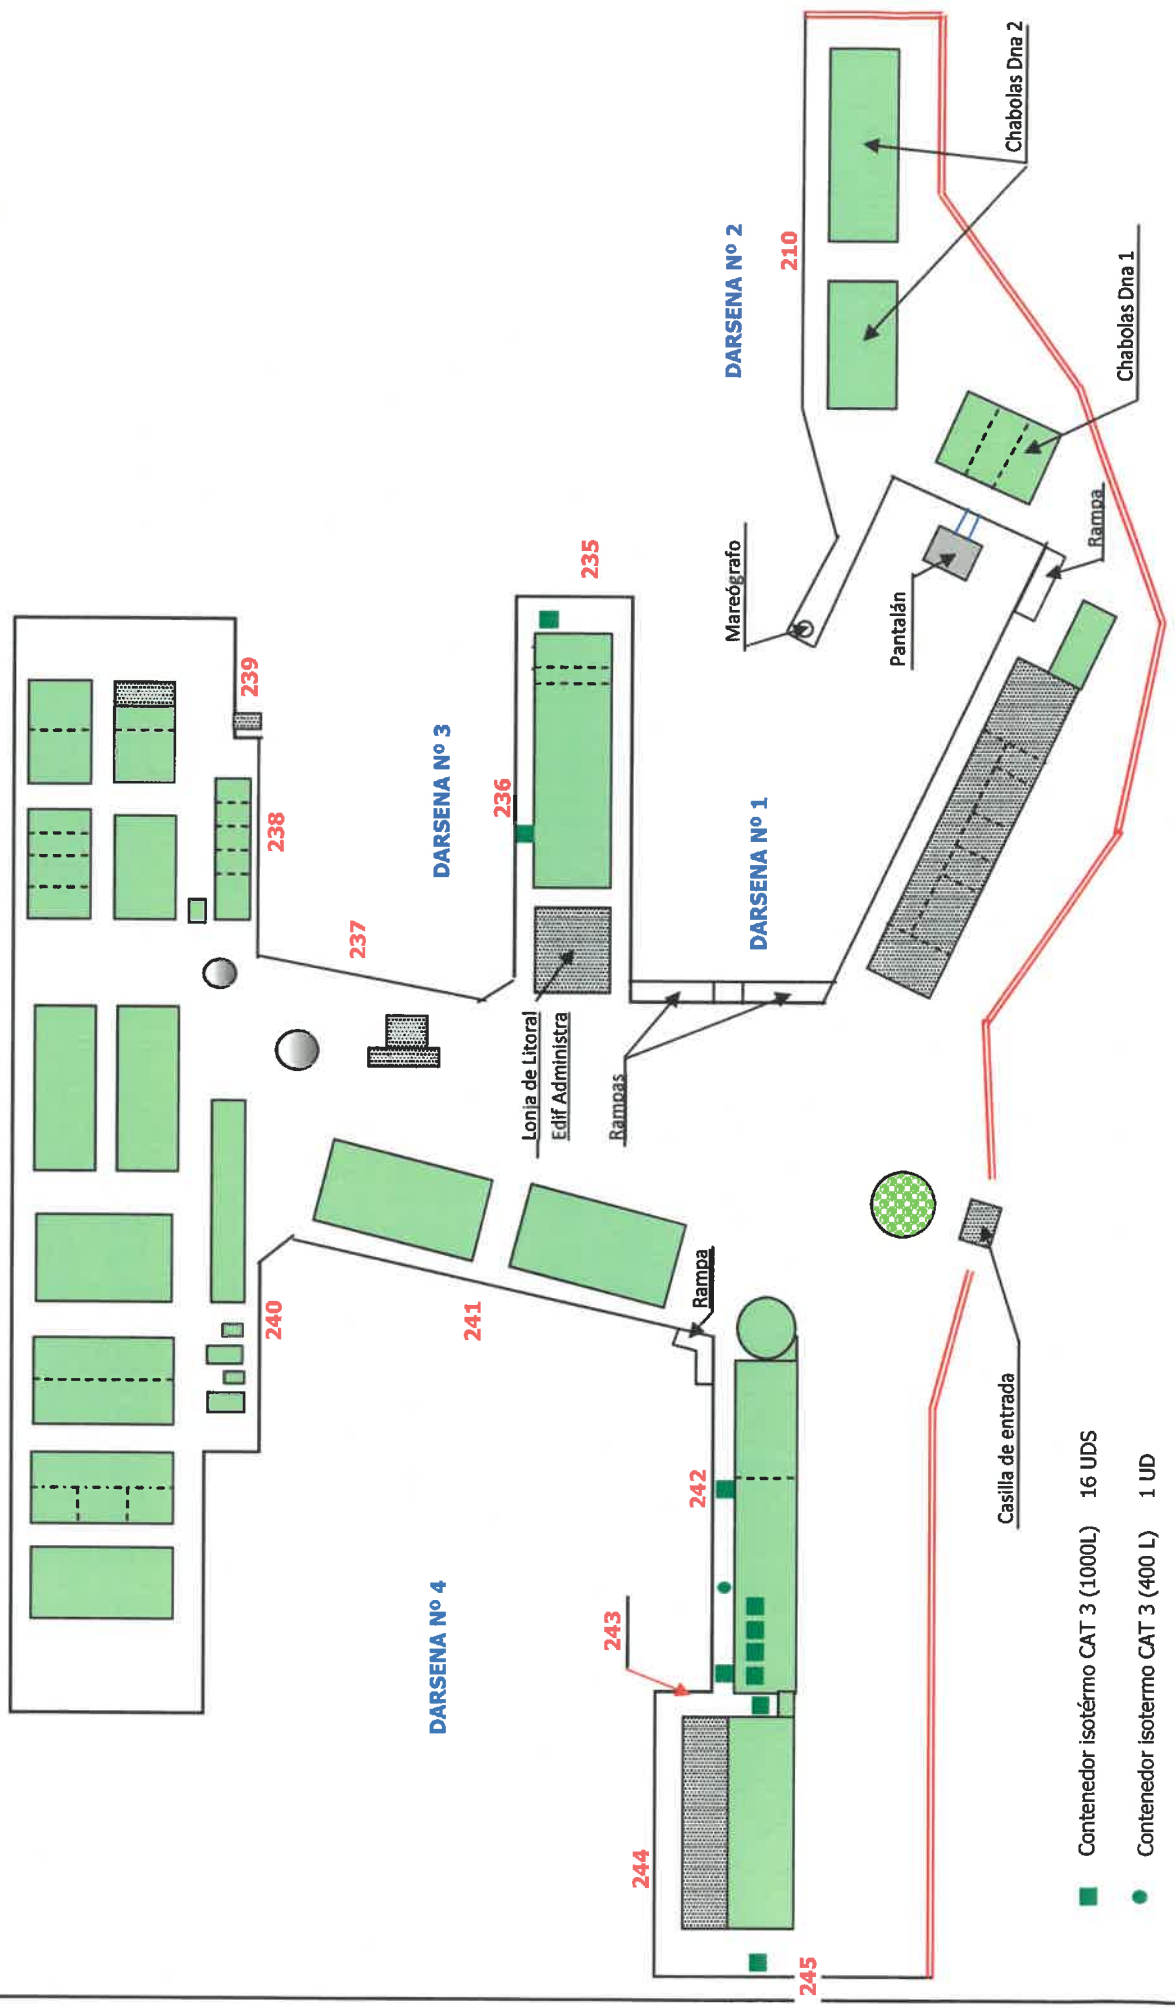 239
238
237
240
241
DARSENA Nº 3
236
235
DARSENA Nº 4
Lonja de Litoral
Edif Administra
Rampas
DARSENA Nº 1
DARSENA Nº 2
210
Mareógrafo
Pantalán
Rampa
Chabolas Dna 2
Chabolas Dna 1
Rampa
242
243
244
245
Casilla de entrada
Contenedor isotérmo CAT 3 (1000L) 16 UDS
Contenedor isotermo CAT 3 (400 L) 1 UD